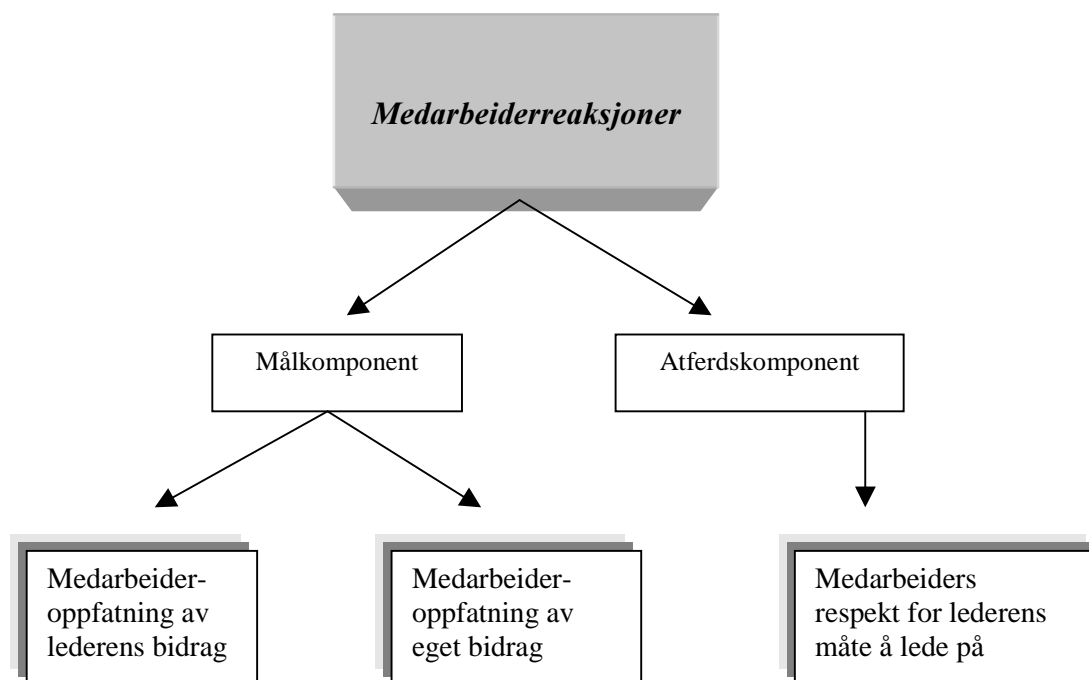 Medarbeiderreaksjoner
Målkomponent
Atferdskomponent
Medarbeider-
oppfatning av
lederens bidrag
Medarbeider-
oppfatning av
eget bidrag
Medarbeiders
respekt for lederens
måte å lede på